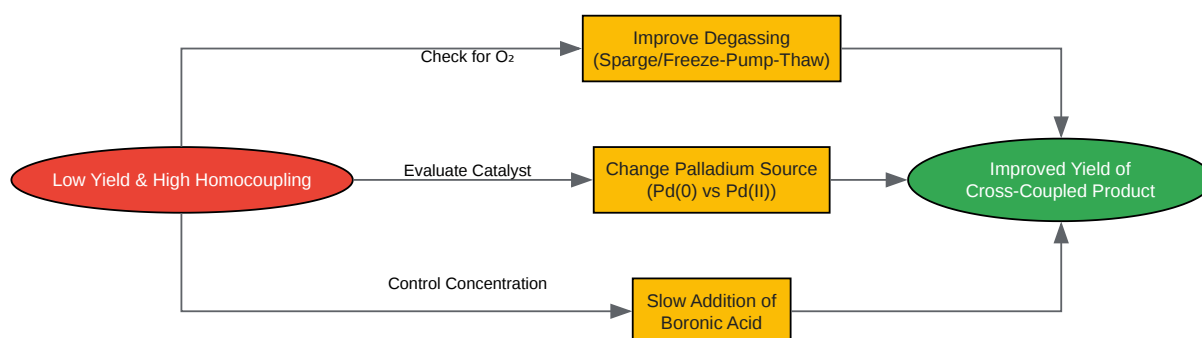 Check for O₂
Improve Degassing
(Sparge/Freeze-Pump-Thaw)
Low Yield & High Homocoupling
Evaluate Catalyst
Change Palladium Source
(Pd(0) vs Pd(II))
Improved Yield of
Cross-Coupled Product
Control Concentration
Slow Addition of
Boronic Acid